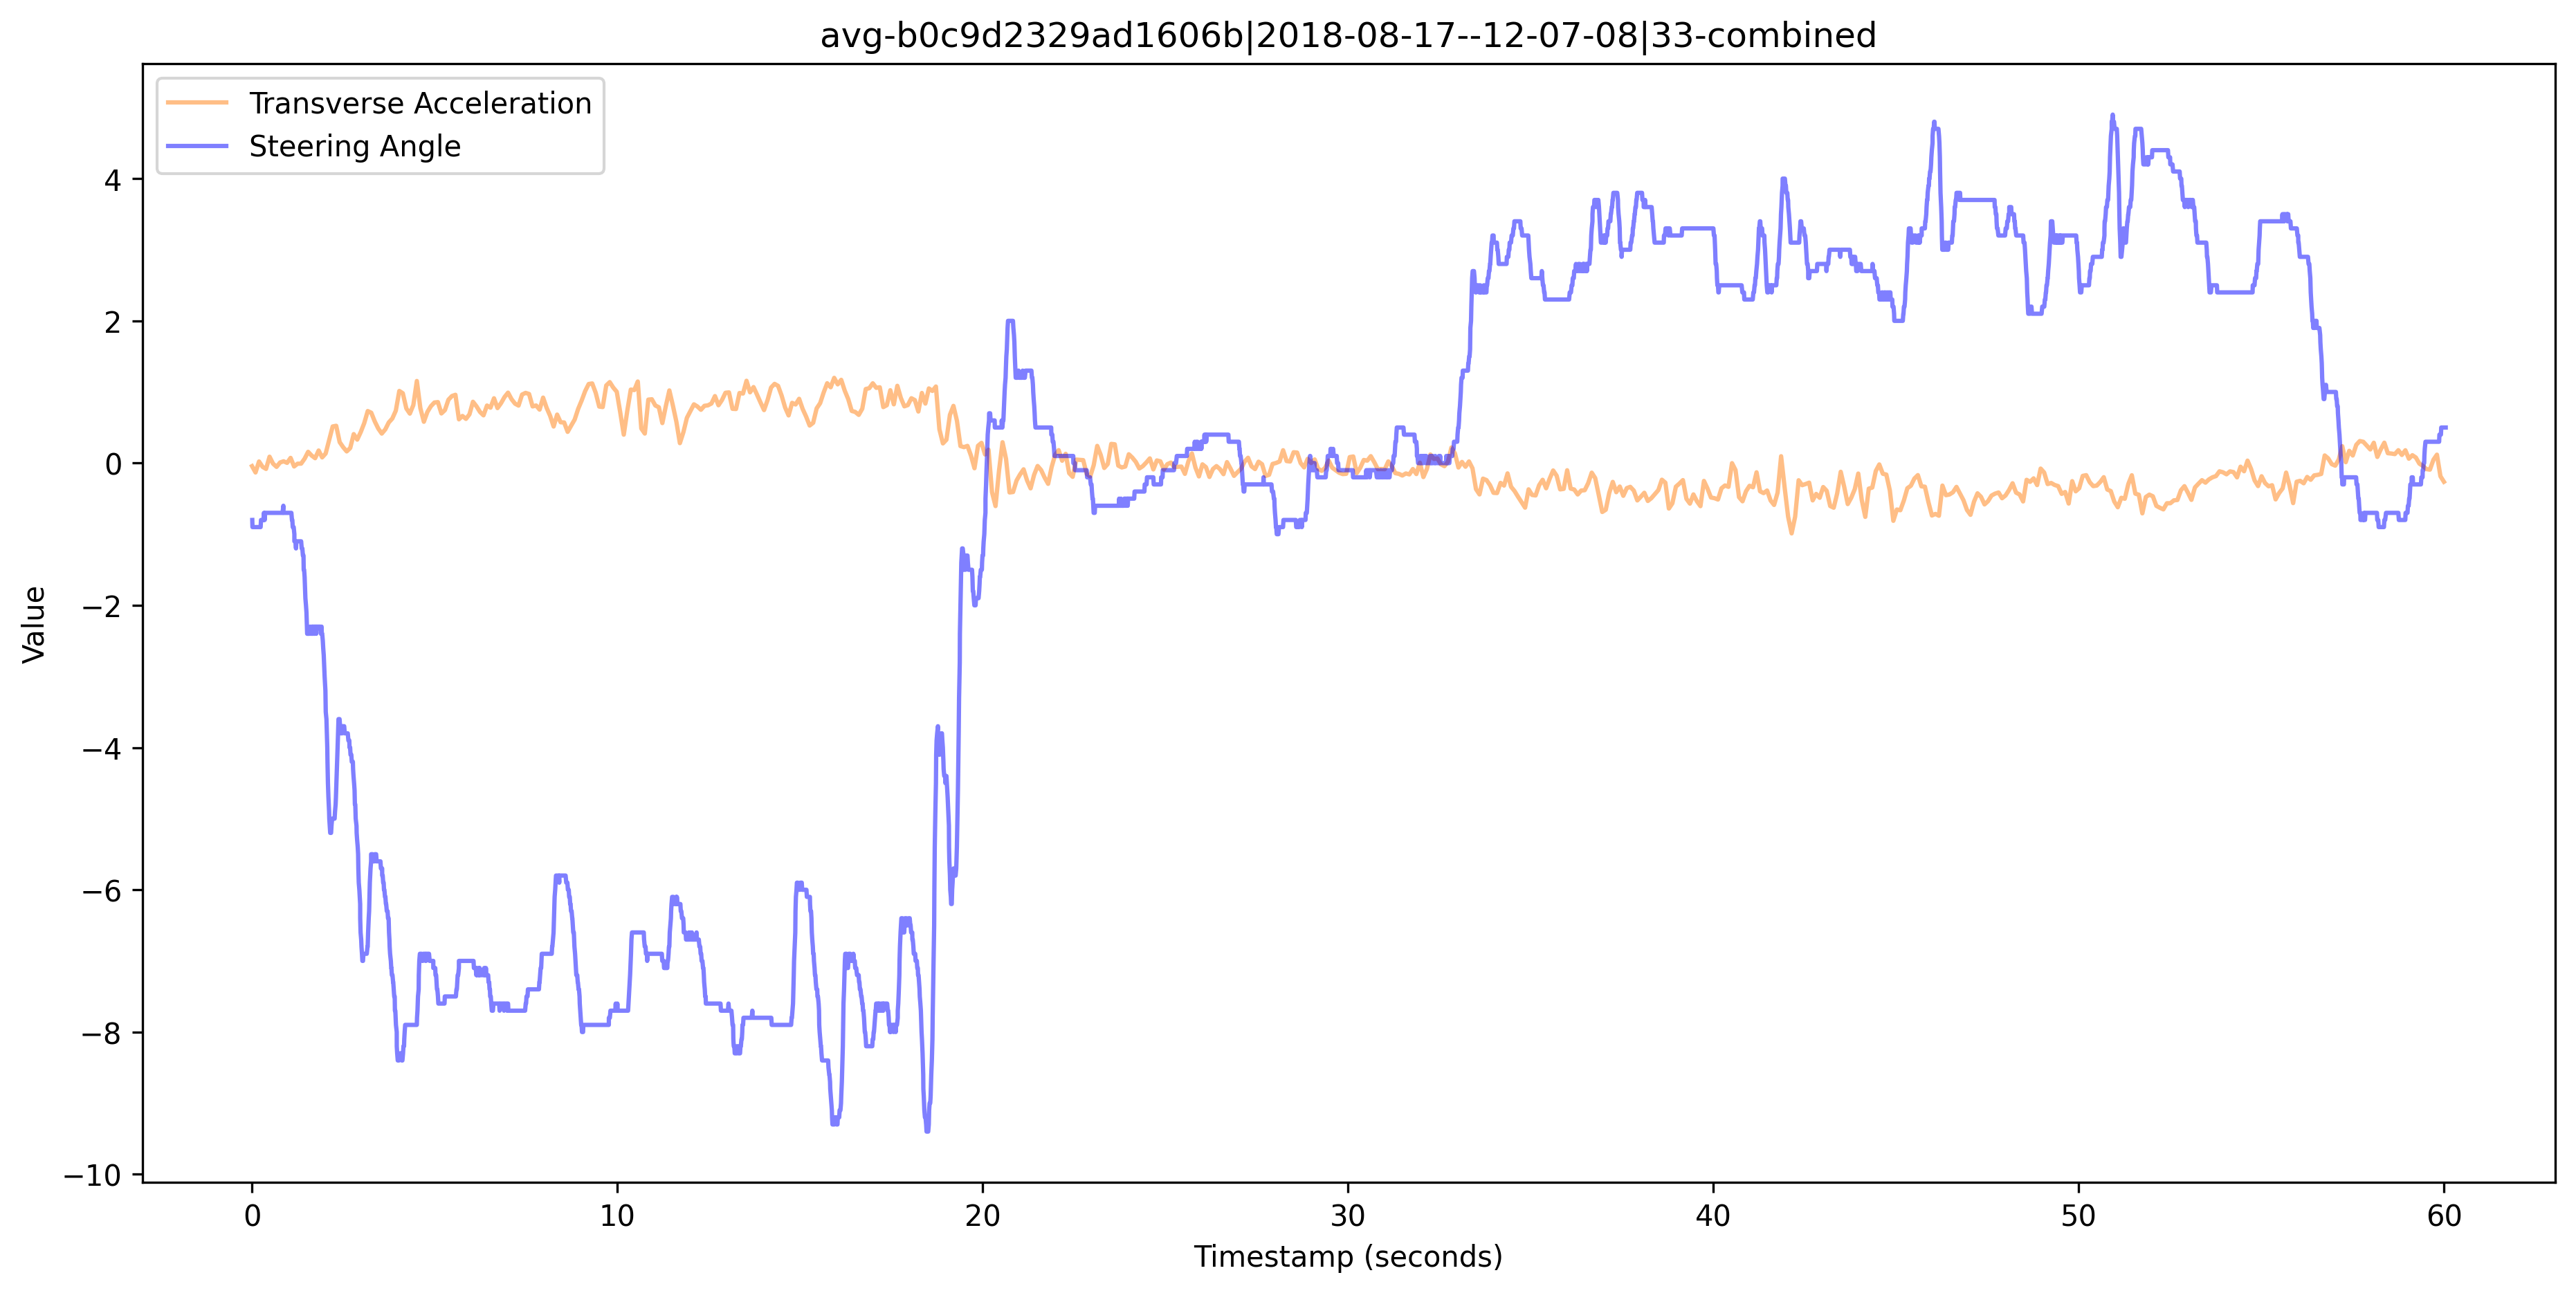 avg-b0c9d2329ad1606b|2018-08-17--12-07-08|33-combined
Transverse Acceleration
Steering Angle
4
2
0
−2
−4
−6
−8
−10
Value
0 10 20 30 40 50 60
Timestamp (seconds)